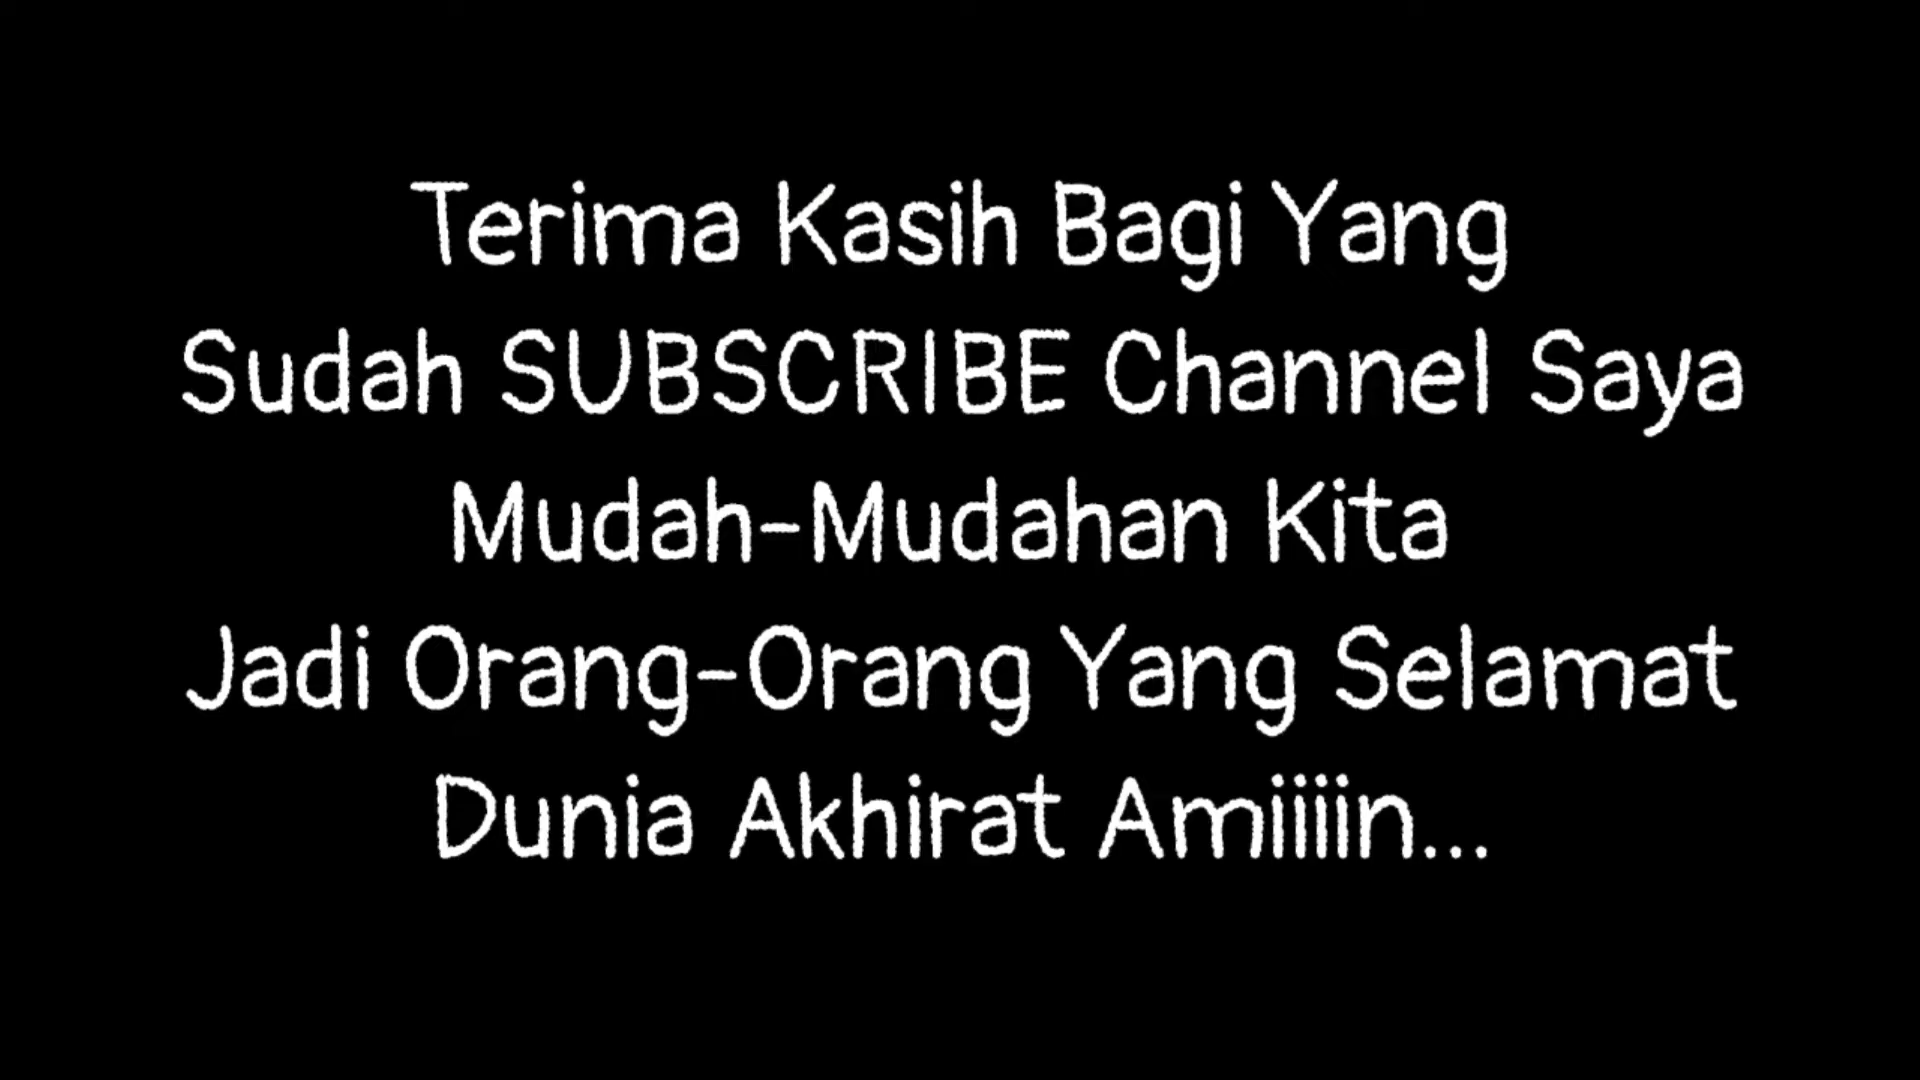 Terima Kasih Bagi Yang
Sudah SUBSCRIBE Channel Saya
Mudah-Mudahan Kita
Jadi Orang-Orang Yang Selamat
Dunia Akhirat Amiiiin...